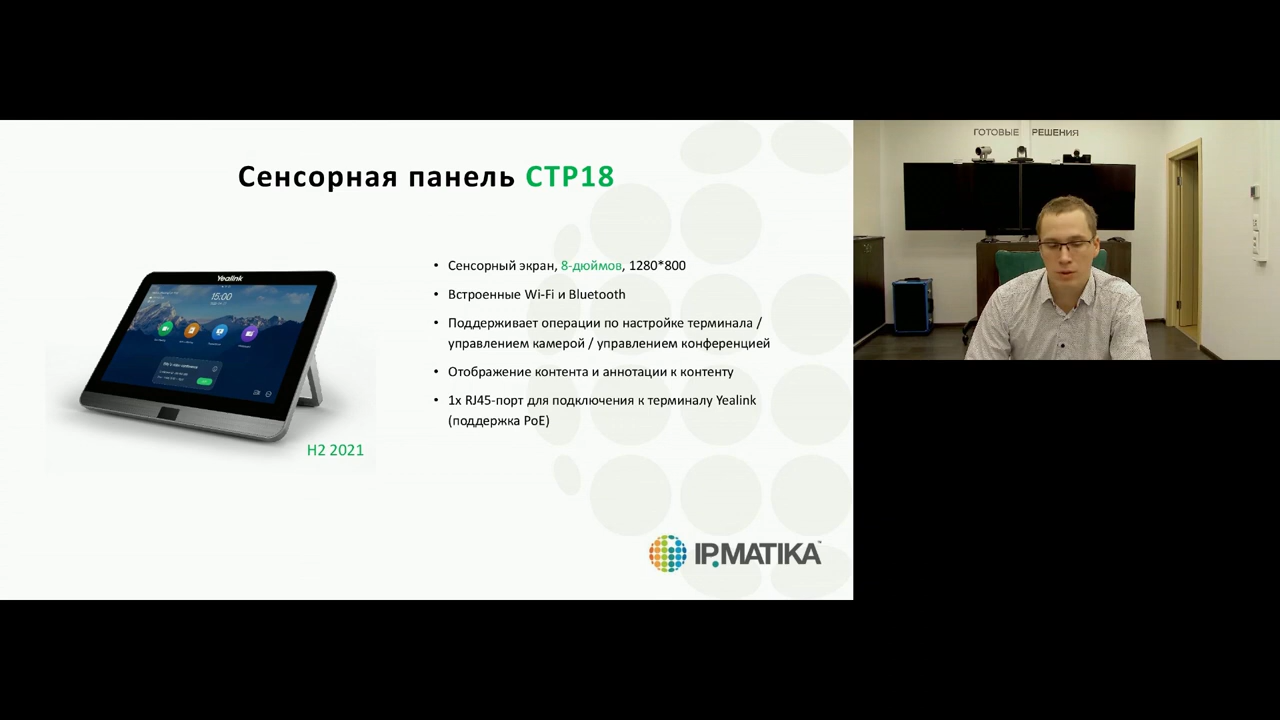 Сенсорная панель CTP18
• Сенсорный экран, 8-дюймов, 1280*800
• Встроенные Wi-Fi и Bluetooth
• Поддерживает операции по настройке терминала /
управлением камерой / управлением конференцией
• Отображение контента и аннотации к контенту
• 1x RJ45-порт для подключения к терминалу Yealink
(поддержка PoE)
Yealink
15:00
H2 2021
IPMATIKA™
ГОТОВЫЕ РЕШЕНИЯ